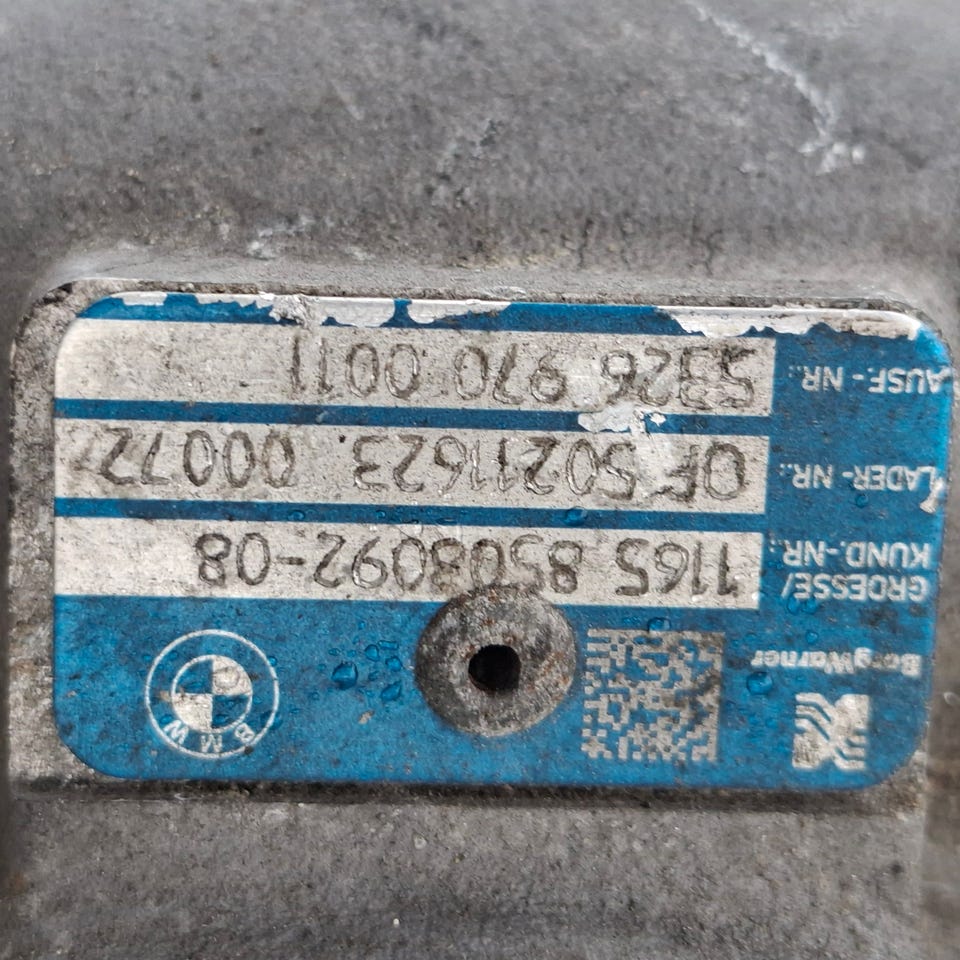 BorgWarner
BMW
GROESSE/
KUND.-NR.: 1165 8508092-08
LADER-NR.: OF 50211623 00072
AUSF.-NR.: 5326 970 0011